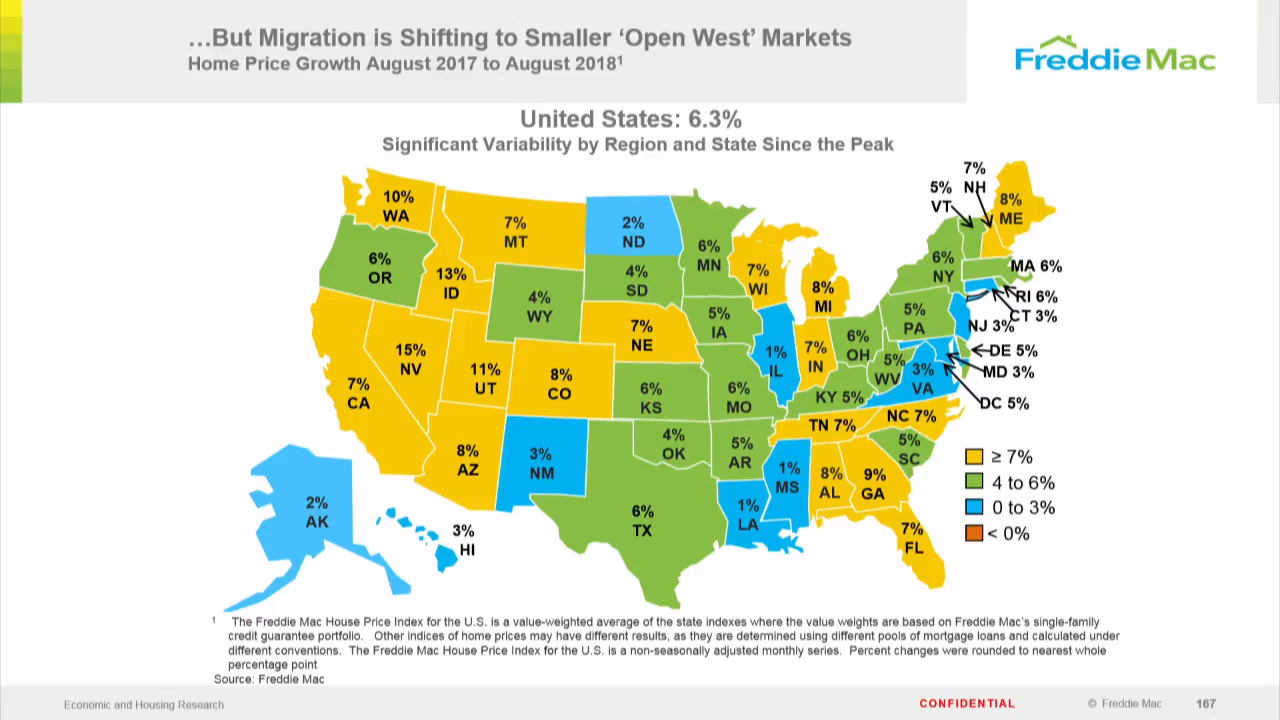 …But Migration is Shifting to Smaller ‘Open West’ Markets
Home Price Growth August 2017 to August 2018¹
Freddie Mac
United States: 6.3%
Significant Variability by Region and State Since the Peak
10%
WA
6%
OR
7%
CA
15%
NV
13%
ID
7%
MT
4%
WY
11%
UT
8%
CO
8%
AZ
3%
NM
2%
ND
4%
SD
7%
NE
6%
KS
4%
OK
6%
TX
6%
MN
5%
IA
6%
MO
5%
AR
1%
LA
7%
WI
1%
IL
8%
MI
7%
IN
6%
OH
KY 5%
TN 7%
1%
MS
8%
AL
9%
GA
7%
FL
5%
SC
NC 7%
3%
VA
5%
WV
5%
PA
6%
NY
5%
VT
7%
NH
8%
ME
MA 6%
RI 6%
CT 3%
NJ 3%
DE 5%
MD 3%
DC 5%
2%
AK
3%
HI
≥ 7%
4 to 6%
0 to 3%
< 0%
¹ The Freddie Mac House Price Index for the U.S. is a value-weighted average of the state indexes where the value weights are based on Freddie Mac’s single-family
credit guarantee portfolio. Other indices of home prices may have different results, as they are determined using different pools of mortgage loans and calculated under
different conventions. The Freddie Mac House Price Index for the U.S. is a non-seasonally adjusted monthly series. Percent changes were rounded to nearest whole
percentage point
Source: Freddie Mac
Economic and Housing Research
CONFIDENTIAL
© Freddie Mac
167